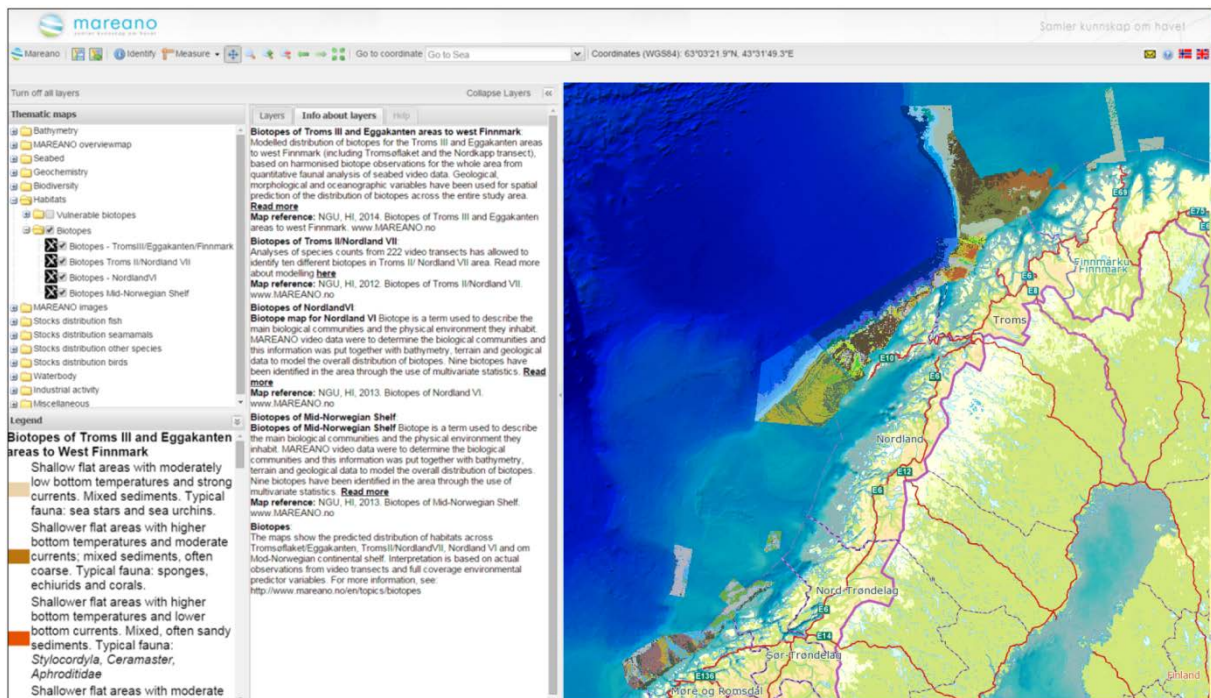 mareano
samler kunnskap om havet
Samler kunnskap om havet
Mareano
Identify
Measure
Go to coordinate
Go to Sea
Coordinates (WGS84): 63°03'21.9"N, 43°31'49.3"E
Turn off all layers
Collapse Layers
Thematic maps
Bathymetry
MAREANO overviewmap
Seabed
Geochemistry
Biodiversity
Habitats
Vulnerable biotopes
Biotopes
Biotopes - TromsIII/Eggakanten/Finnmark
Biotopes Troms II/Nordland VII
Biotopes - NordlandVI
Biotopes Mid-Norwegian Shelf
MAREANO images
Stocks distribution fish
Stocks distribution seamamals
Stocks distribution other species
Stocks distribution birds
Waterbody
Industrial activity
Miscellaneous
Legend
Biotopes of Troms III and Eggakanten
areas to West Finnmark
Shallow flat areas with moderately
low bottom temperatures and strong
currents. Mixed sediments. Typical
fauna: sea stars and sea urchins.
Shallower flat areas with higher
bottom temperatures and moderate
currents; mixed sediments, often
coarse. Typical fauna: sponges,
echiurids and corals.
Shallower flat areas with higher
bottom temperatures and lower
bottom currents. Mixed, often sandy
sediments. Typical fauna:
Stylocordyla, Ceramaster,
Aphroditidae
Shallower flat areas with moderate
Layers
Info about layers
Help
Biotopes of Troms III and Eggakanten areas to west Finnmark:
Modelled distribution of biotopes for the Troms III and Eggakanten areas
to west Finnmark (including Tromsøflaket and the Nordkapp transect),
based on harmonised biotope observations for the whole area from
quantitative faunal analysis of seabed video data. Geological,
morphological and oceanographic variables have been used for spatial
prediction of the distribution of biotopes across the entire study area.
Read more
Map reference: NGU, HI, 2014. Biotopes of Troms III and Eggakanten
areas to west Finnmark. www.MAREANO.no
Biotopes of Troms II/Nordland VII:
Analyses of species counts from 222 video transects has allowed to
identify ten different biotopes in Troms II/ Nordland VII area. Read more
about modelling here
Map reference: NGU, HI, 2012. Biotopes of Troms II/Nordland VII.
www.MAREANO.no
Biotopes of NordlandVI:
Biotope map for Nordland VI Biotope is a term used to describe the
main biological communities and the physical environment they inhabit.
MAREANO video data were to determine the biological communities and
this information was put together with bathymetry, terrain and geological
data to model the overall distribution of biotopes. Nine biotopes have
been identified in the area through the use of multivariate statistics. Read
more
Map reference: NGU, HI, 2013. Biotopes of Nordland VI.
www.MAREANO.no
Biotopes of Mid-Norwegian Shelf:
Biotopes of Mid-Norwegian Shelf Biotope is a term used to describe
the main biological communities and the physical environment they
inhabit. MAREANO video data were to determine the biological
communities and this information was put together with bathymetry,
terrain and geological data to model the overall distribution of biotopes.
Nine biotopes have been identified in the area through the use of
multivariate statistics. Read more
Map reference: NGU, HI, 2013. Biotopes of Mid-Norwegian Shelf.
www.MAREANO.no
Biotopes:
The maps show the predicted distribution of habitats across
Tromsøflaket/Eggakanten, TromsII/NordlandVII, Nordland VI and om
Mod-Norwegian continental shelf. Interpretation is based on actual
observations from video transects and full coverage environmental
predictor variables. For more information, see:
http://www.mareano.no/en/topics/biotopes
E69
E75
E6
Finnmárku
Finnmark
E8
Troms
E10
E6
Nordland
E12
E6
Nord-Trøndelag
E6
E14
Sør-Trøndelag
E136
Møre og Romsdal
Finland